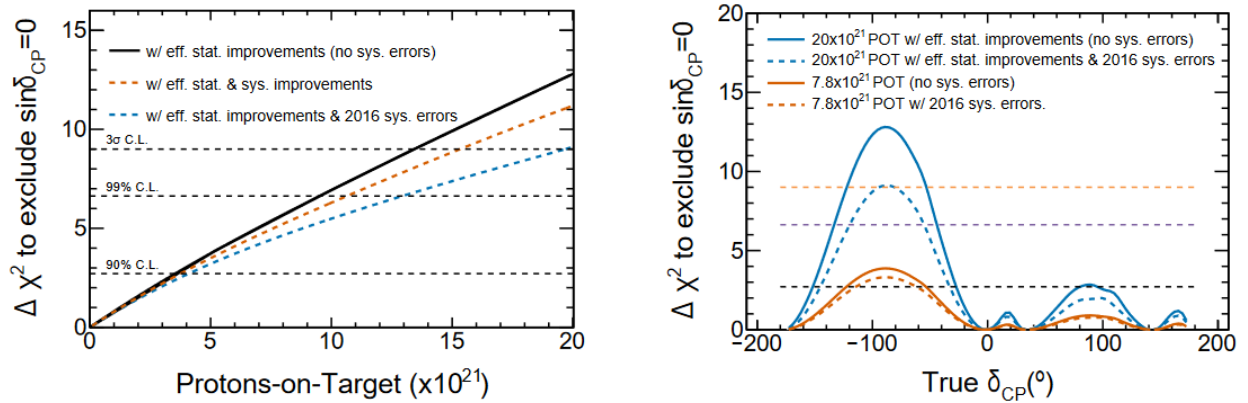 Δ χ² to exclude sinδCP=0
15
10
5
0
w/ eff. stat. improvements (no sys. errors)
w/ eff. stat. & sys. improvements
w/ eff. stat. improvements & 2016 sys. errors
3σ C.L.
99% C.L.
90% C.L.
0 5 10 15 20
Protons-on-Target (x10²¹)
Δ χ² to exclude sinδCP=0
20
15
10
5
0
20x10²¹ POT w/ eff. stat. improvements (no sys. errors)
20x10²¹ POT w/ eff. stat. improvements & 2016 sys. errors
7.8x10²¹ POT (no sys. errors)
7.8x10²¹ POT w/ 2016 sys. errors.
−200 −100 0 100 200
True δCP(º)